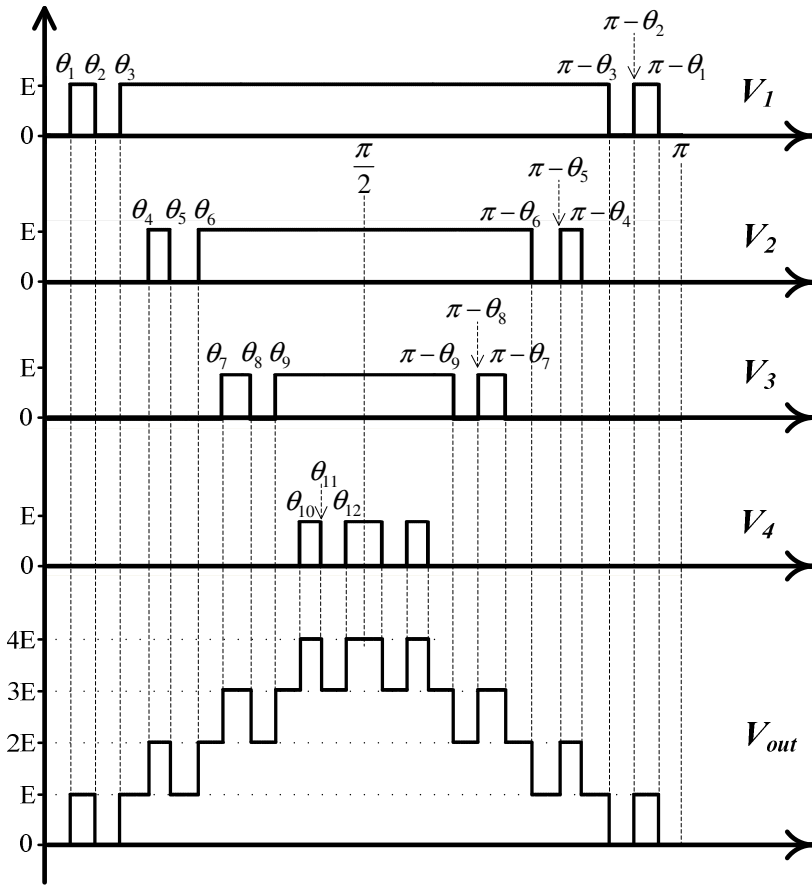 θ₁ θ₂ θ₃ π−θ₃ π−θ₂ π−θ₁
E V₁
0
π/2 π
θ₄ θ₅ θ₆ π−θ₆ π−θ₅ π−θ₄
E V₂
0
θ₇ θ₈ θ₉ π−θ₉ π−θ₈ π−θ₇
E V₃
0
θ₁₀ θ₁₁ θ₁₂
E V₄
0
4E
3E
2E Vout
E
0